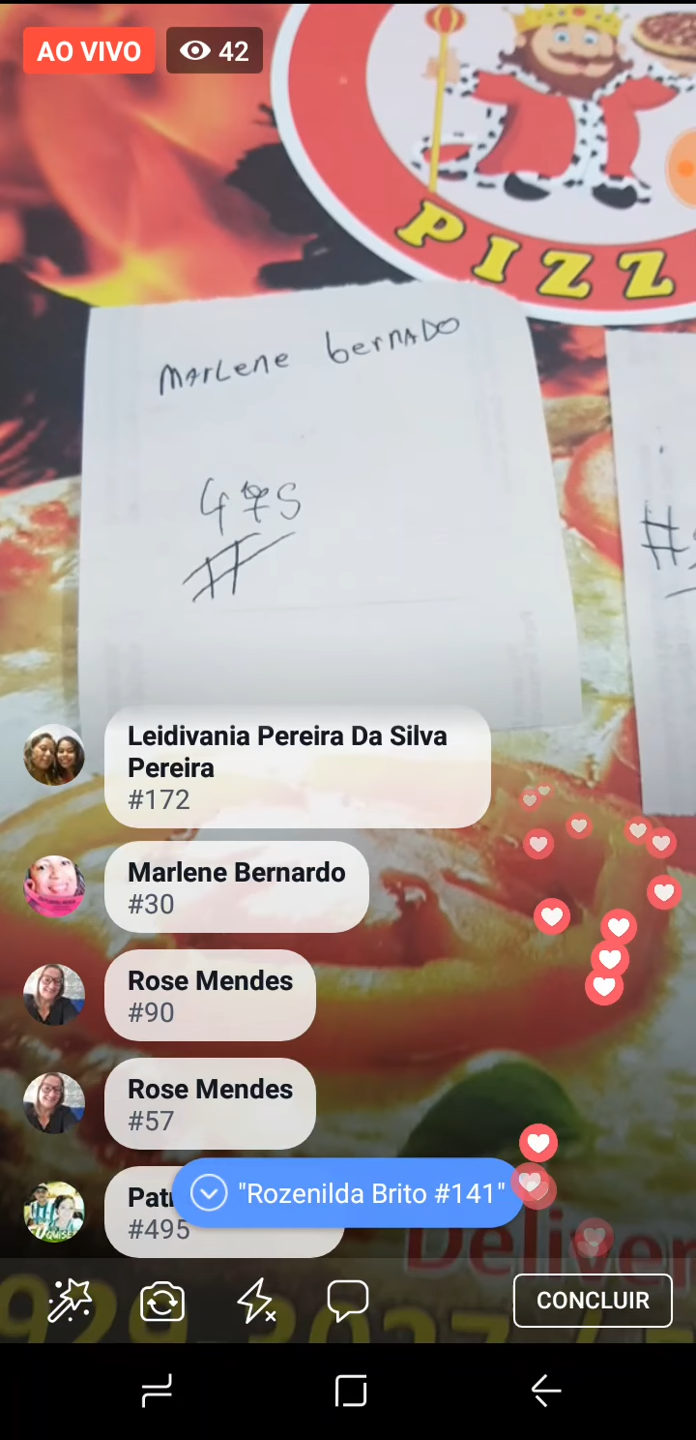 AO VIVO
42
PIZZ
MARLENE berNADO
475
#
#
Leidivania Pereira Da Silva
Pereira
#172
Marlene Bernardo
#30
Rose Mendes
#90
Rose Mendes
#57
"Rozenilda Brito #141"
#495
Deliver
CONCLUIR